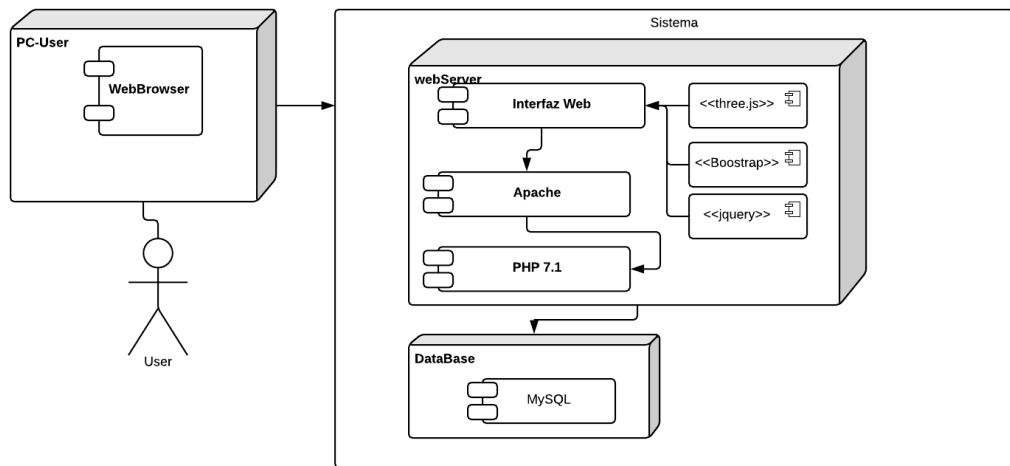 Sistema
PC-User
WebBrowser
webServer
Interfaz Web
<<three.js>>
<<Boostrap>>
Apache
<<jquery>>
PHP 7.1
User
DataBase
MySQL